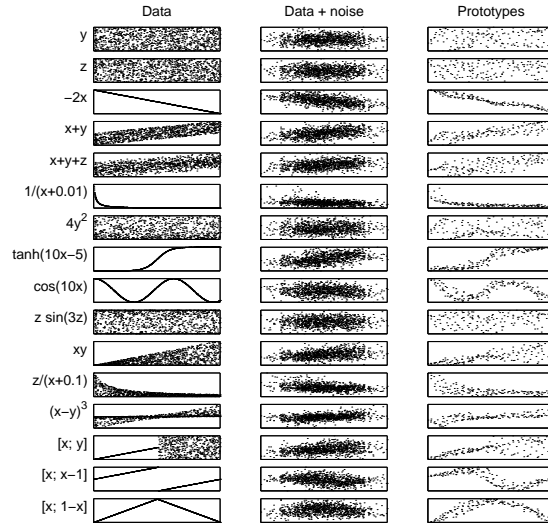 Data Data + noise Prototypes
y
z
−2x
x+y
x+y+z
1/(x+0.01)
4y²
tanh(10x−5)
cos(10x)
z sin(3z)
xy
z/(x+0.1)
(x−y)³
[x; y]
[x; x−1]
[x; 1−x]